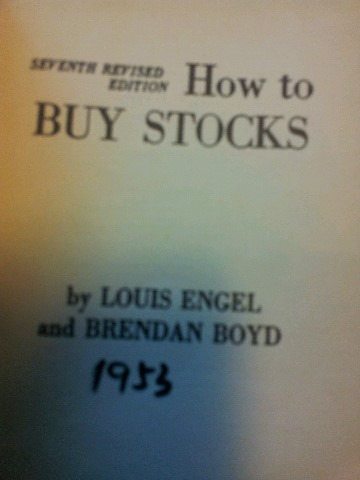 SEVENTH REVISED
EDITION
How to
BUY STOCKS
by LOUIS ENGEL
and BRENDAN BOYD
1953